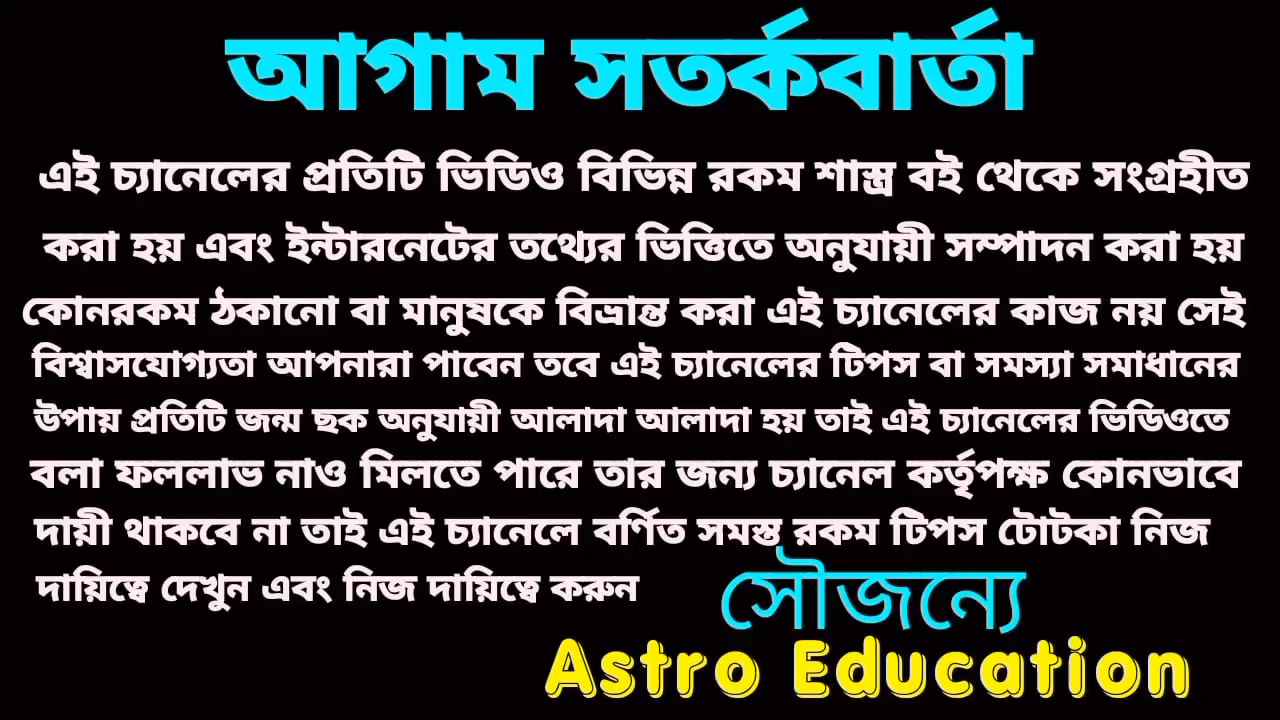 আগাম সতর্কবার্তা
এই চ্যানেলের প্রতিটি ভিডিও বিভিন্ন রকম শাস্ত্র বই থেকে সংগ্রহীত
করা হয় এবং ইন্টারনেটের তথ্যের ভিত্তিতে অনুযায়ী সম্পাদন করা হয়
কোনরকম ঠকানো বা মানুষকে বিভ্রান্ত করা এই চ্যানেলের কাজ নয় সেই
বিশ্বাসযোগ্যতা আপনারা পাবেন তবে এই চ্যানেলের টিপস বা সমস্যা সমাধানের
উপায় প্রতিটি জন্ম ছক অনুযায়ী আলাদা আলাদা হয় তাই এই চ্যানেলের ভিডিওতে
বলা ফললাভ নাও মিলতে পারে তার জন্য চ্যানেল কর্তৃপক্ষ কোনভাবে
দায়ী থাকবে না তাই এই চ্যানেলে বর্ণিত সমস্ত রকম টিপস টোটকা নিজ
দায়িত্বে দেখুন এবং নিজ দায়িত্বে করুন
সৌজন্যে
Astro Education